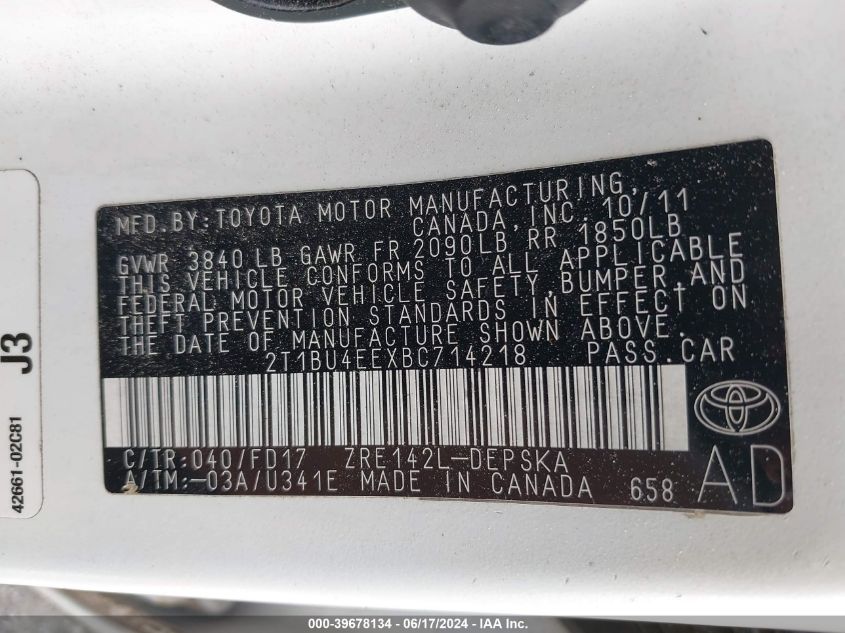 MFD. BY: TOYOTA MOTOR MANUFACTURING,
CANADA, INC. 10/11
GVWR 3840 LB GAWR FR 2090LB RR 1850LB
THIS VEHICLE CONFORMS TO ALL APPLICABLE
FEDERAL MOTOR VEHICLE SAFETY, BUMPER, AND
THEFT PREVENTION STANDARDS IN EFFECT ON
THE DATE OF MANUFACTURE SHOWN ABOVE.
2T1BU4EEXBC714218 PASS. CAR
C/TR: 040/FD17 ZRE142L-DEPSKA
A/TM: -03A/U341E MADE IN CANADA 658
AD
J3
42661-02C81
000-39678134 - 06/17/2024 - IAAI Inc.